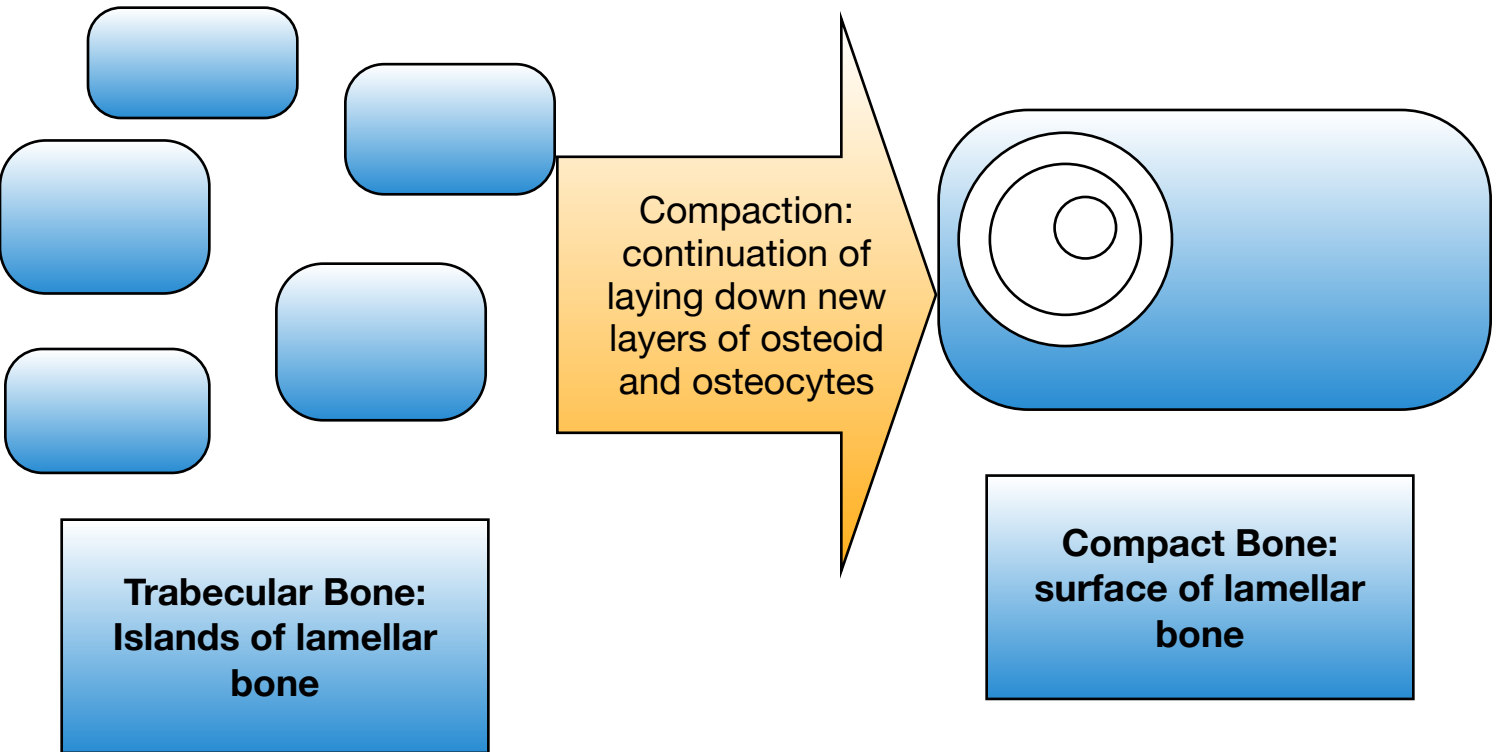 Compaction:
continuation of
laying down new
layers of osteoid
and osteocytes
Trabecular Bone:
Islands of lamellar
bone
Compact Bone:
surface of lamellar
bone